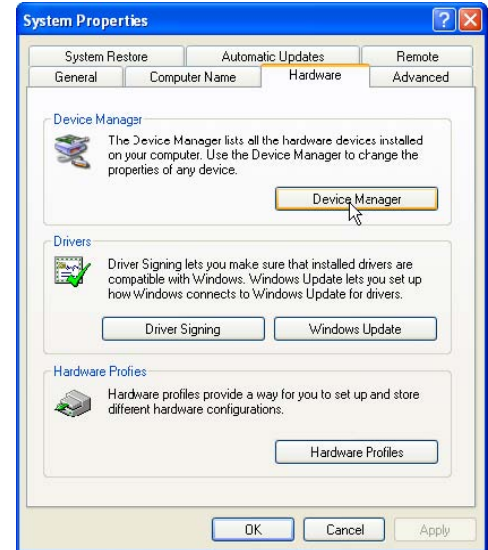 System Properties
System Restore Automatic Updates Remote
General Computer Name Hardware Advanced
Device Manager
The Device Manager lists all the hardware devices installed
on your computer. Use the Device Manager to change the
properties of any device.
Device Manager
Drivers
Driver Signing lets you make sure that installed drivers are
compatible with Windows. Windows Update lets you set up
how Windows connects to Windows Update for drivers.
Driver Signing Windows Update
Hardware Profiles
Hardware profiles provide a way for you to set up and store
different hardware configurations.
Hardware Profiles
OK Cancel Apply